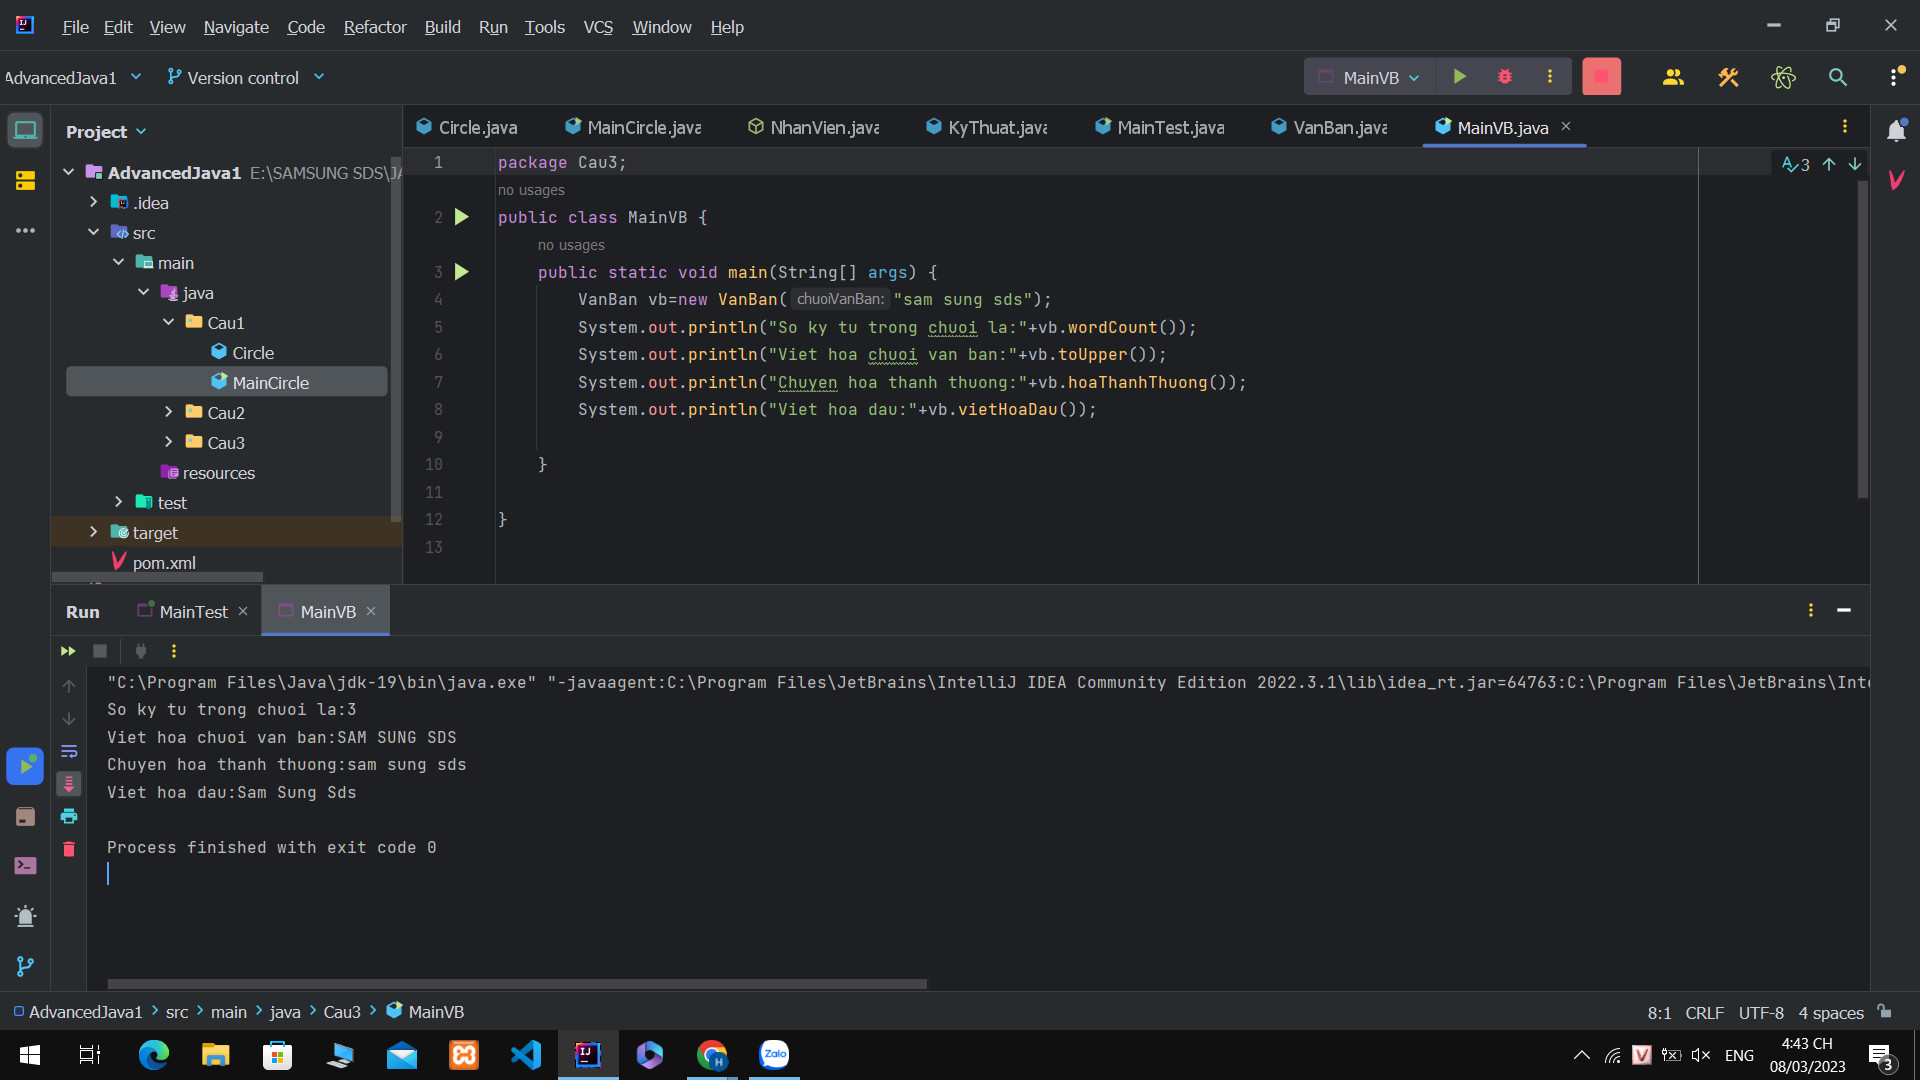 File Edit View Navigate Code Refactor Build Run Tools VCS Window Help
AdvancedJava1 Version control MainVB
Project
Circle.java MainCircle.java NhanVien.java KyThuat.java MainTest.java VanBan.java MainVB.java
AdvancedJava1 E:\SAMSUNG SDS\JA
.idea
src
main
java
Cau1
Circle
MainCircle
Cau2
Cau3
resources
test
target
pom.xml
3
1 package Cau3;
no usages
2 public class MainVB {
no usages
3 public static void main(String[] args) {
4 VanBan vb=new VanBan( chuoiVanBan: "sam sung sds");
5 System.out.println("So ky tu trong chuoi la:"+vb.wordCount());
6 System.out.println("Viet hoa chuoi van ban:"+vb.toUpper());
7 System.out.println("Chuyen hoa thanh thuong:"+vb.hoaThanhThuong());
8 System.out.println("Viet hoa dau:"+vb.vietHoaDau());
9
10 }
11
12 }
13
Run MainTest MainVB
"C:\Program Files\Java\jdk-19\bin\java.exe" "-javaagent:C:\Program Files\JetBrains\IntelliJ IDEA Community Edition 2022.3.1\lib\idea_rt.jar=64763:C:\Program Files\JetBrains\Inte
So ky tu trong chuoi la:3
Viet hoa chuoi van ban:SAM SUNG SDS
Chuyen hoa thanh thuong:sam sung sds
Viet hoa dau:Sam Sung Sds
Process finished with exit code 0
AdvancedJava1 > src > main > java > Cau3 > MainVB
8:1 CRLF UTF-8 4 spaces
Zalo
ENG
4:43 CH
08/03/2023
3